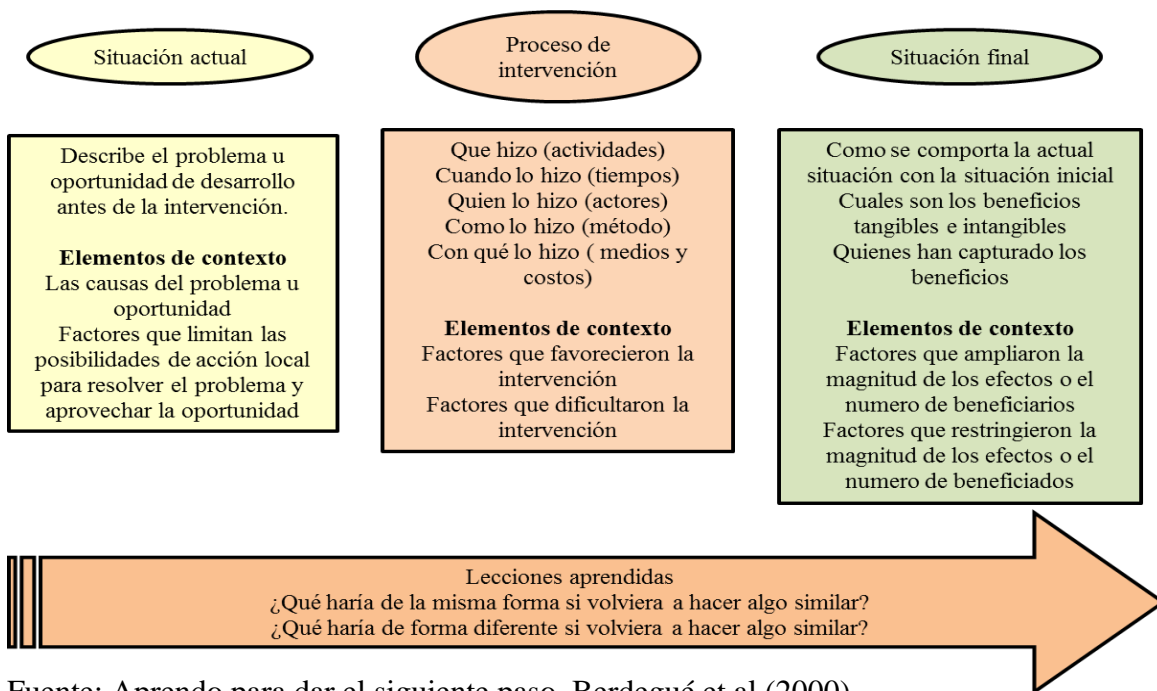 Situación actual
Proceso de
intervención
Situación final
Describe el problema u
oportunidad de desarrollo
antes de la intervención.
Elementos de contexto
Las causas del problema u
oportunidad
Factores que limitan las
posibilidades de acción local
para resolver el problema y
aprovechar la oportunidad
Que hizo (actividades)
Cuando lo hizo (tiempos)
Quien lo hizo (actores)
Como lo hizo (método)
Con qué lo hizo ( medios y
costos)
Elementos de contexto
Factores que favorecieron la
intervención
Factores que dificultaron la
intervención
Como se comporta la actual
situación con la situación inicial
Cuales son los beneficios
tangibles e intangibles
Quienes han capturado los
beneficios
Elementos de contexto
Factores que ampliaron la
magnitud de los efectos o el
numero de beneficiarios
Factores que restringieron la
magnitud de los efectos o el
numero de beneficiados
Lecciones aprendidas
¿Qué haría de la misma forma si volviera a hacer algo similar?
¿Qué haría de forma diferente si volviera a hacer algo similar?
Fuente: Aprendo para dar el siguiente paso. Berdegué et al (2000)